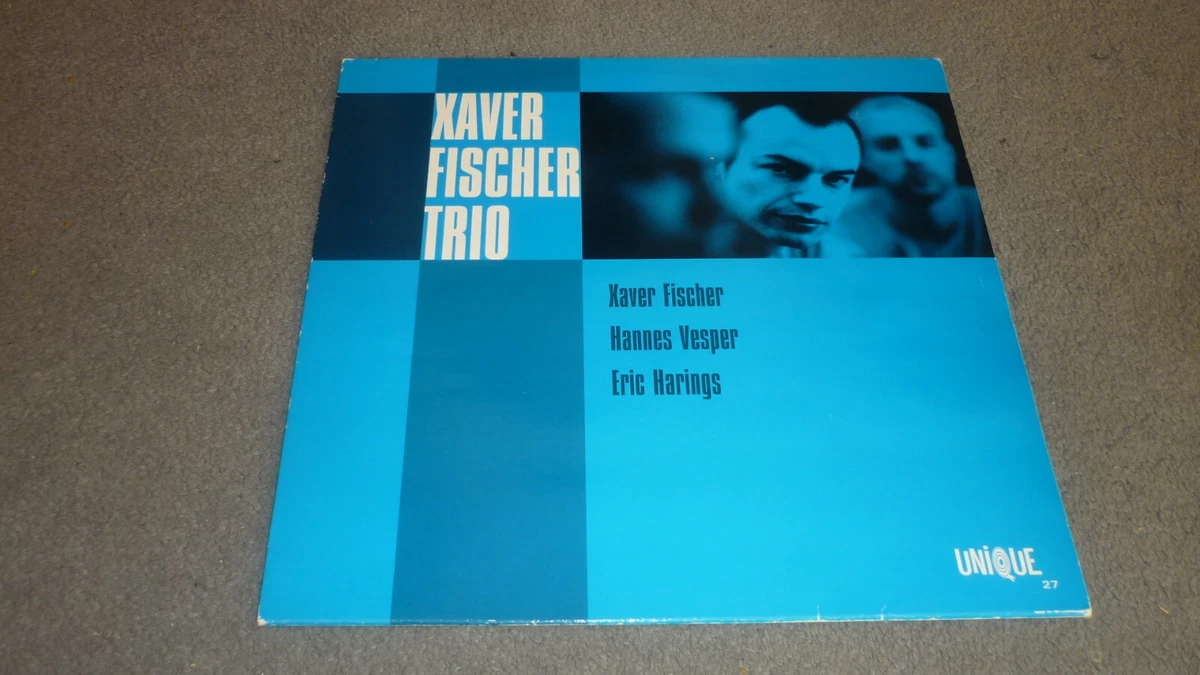 XAVER
FISCHER
TRIO
Xaver Fischer
Hannes Vesper
Eric Harings
UNiQUE
27